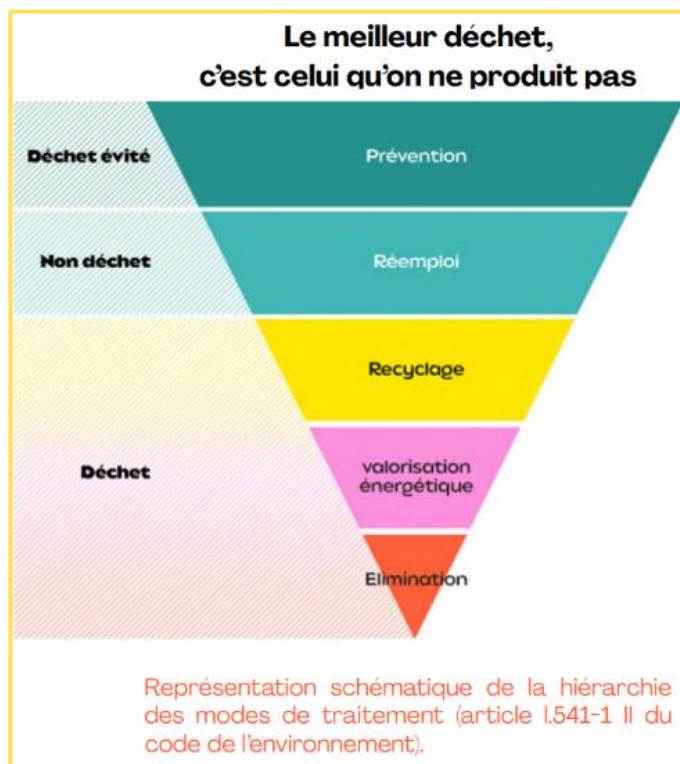 Le meilleur déchet,
c'est celui qu'on ne produit pas
Déchet évité
Prévention
Non déchet
Réemploi
Recyclage
Déchet
valorisation
énergétique
Elimination
Représentation schématique de la hiérarchie
des modes de traitement (article l.541-1 II du
code de l'environnement).